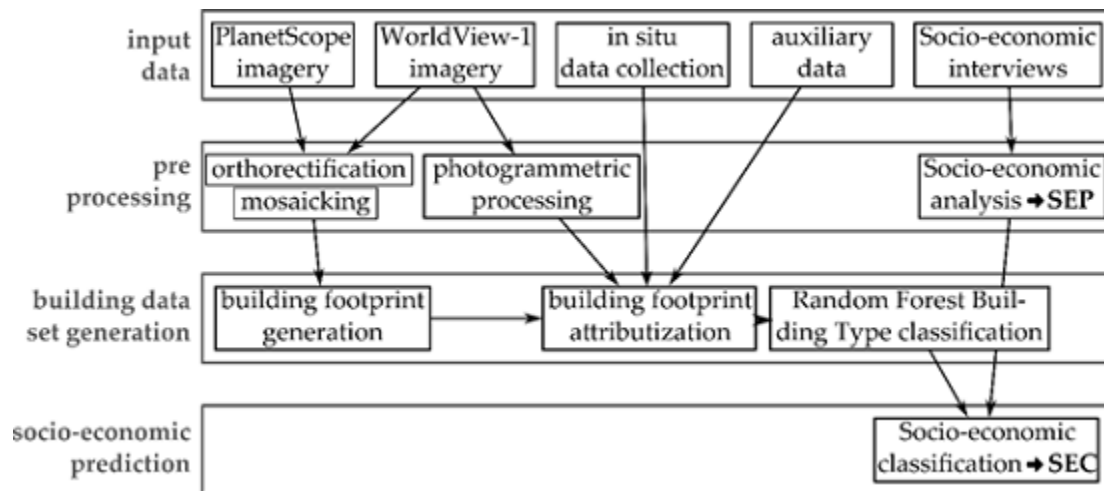 input
data
PlanetScope
imagery
WorldView-1
imagery
in situ
data collection
auxiliary
data
Socio-economic
interviews
pre
processing
orthorectification
mosaicking
photogrammetric
processing
Socio-economic
analysis ➔ SEP
building data
set generation
building footprint
generation
building footprint
attributization
Random Forest Buil-
ding Type classification
socio-economic
prediction
Socio-economic
classification ➔ SEC